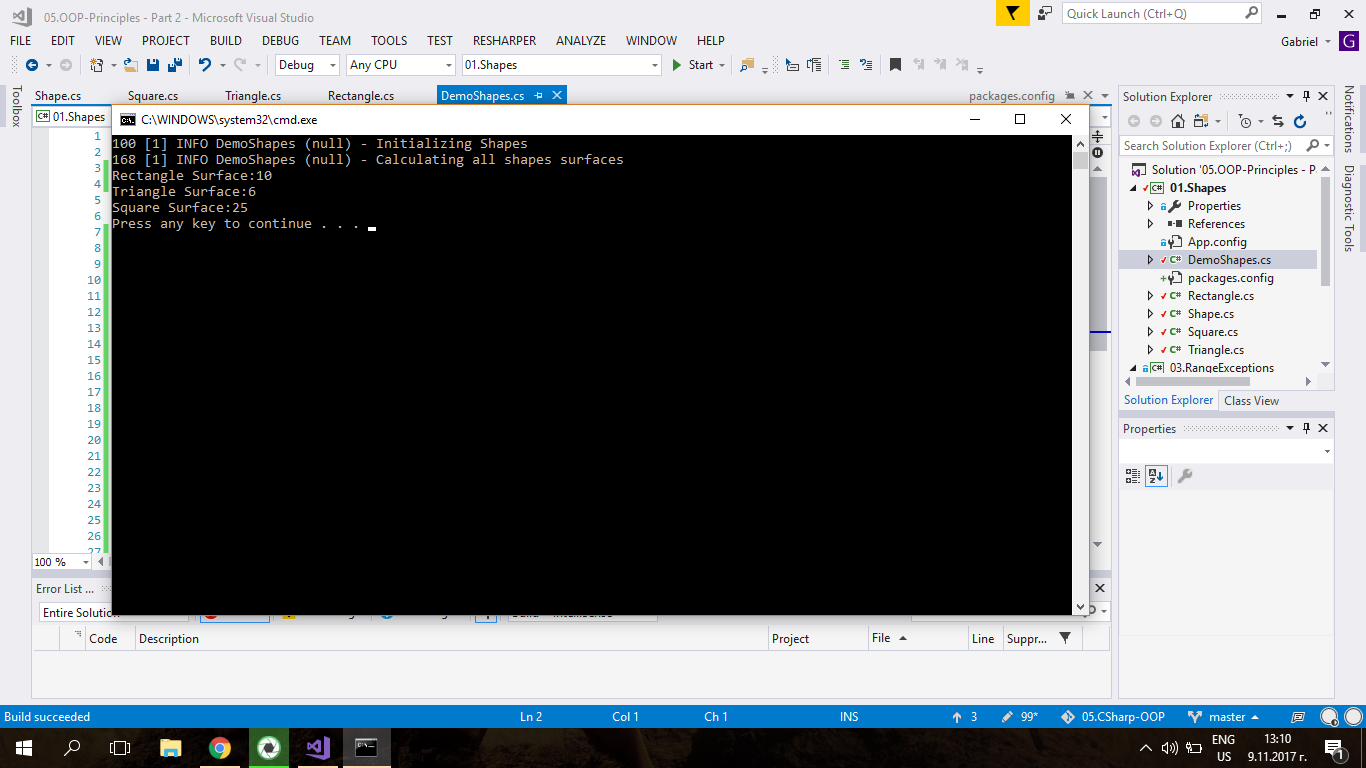 05.OOP-Principles - Part 2 - Microsoft Visual Studio
Quick Launch (Ctrl+Q)
FILE EDIT VIEW PROJECT BUILD DEBUG TEAM TOOLS TEST RESHARPER ANALYZE WINDOW HELP
Gabriel G
Debug Any CPU 01.Shapes Start
Toolbox
Shape.cs Square.cs Triangle.cs Rectangle.cs DemoShapes.cs packages.config
C# 01.Shapes
C:\WINDOWS\system32\cmd.exe
100 [1] INFO DemoShapes (null) - Initializing Shapes
168 [1] INFO DemoShapes (null) - Calculating all shapes surfaces
Rectangle Surface:10
Triangle Surface:6
Square Surface:25
Press any key to continue . . .
1
2
3
4
5
6
7
8
9
10
11
12
13
14
15
16
17
18
19
20
21
22
23
24
25
26
27
100 %
Solution Explorer
Search Solution Explorer (Ctrl+;)
Solution '05.OOP-Principles - P
C# 01.Shapes
Properties
References
App.config
C# DemoShapes.cs
packages.config
C# Rectangle.cs
C# Shape.cs
C# Square.cs
C# Triangle.cs
C# 03.RangeExceptions
Solution Explorer Class View
Properties
Notifications
Diagnostic Tools
Error List ...
Entire Solution
Code Description Project File Line Suppr...
Build succeeded Ln 2 Col 1 Ch 1 INS 3 99* 05.CSharp-OOP master
ENG
US
13:10
9.11.2017 г.
1